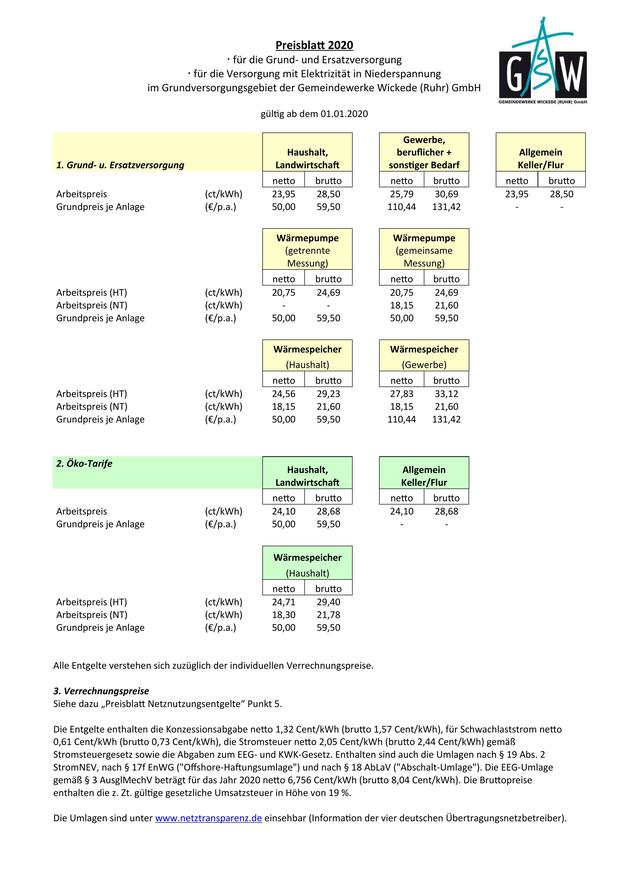 Preisblatt 2020
· für die Grund- und Ersatzversorgung
· für die Versorgung mit Elektrizität in Niederspannung
im Grundversorgungsgebiet der Gemeindewerke Wickede (Ruhr) GmbH
GSW
GEMEINDEWERKE WICKEDE (RUHR) GmbH
gültig ab dem 01.01.2020
1. Grund- u. Ersatzversorgung
Haushalt, Landwirtschaft
Gewerbe, beruflicher + sonstiger Bedarf
Allgemein Keller/Flur
netto brutto netto brutto netto brutto
Arbeitspreis (ct/kWh) 23,95 28,50 25,79 30,69 23,95 28,50
Grundpreis je Anlage (€/p.a.) 50,00 59,50 110,44 131,42 - -
Wärmepumpe (getrennte Messung)
Wärmepumpe (gemeinsame Messung)
netto brutto netto brutto
Arbeitspreis (HT) (ct/kWh) 20,75 24,69 20,75 24,69
Arbeitspreis (NT) (ct/kWh) - - 18,15 21,60
Grundpreis je Anlage (€/p.a.) 50,00 59,50 50,00 59,50
Wärmespeicher Wärmespeicher
(Haushalt) (Gewerbe)
netto brutto netto brutto
Arbeitspreis (HT) (ct/kWh) 24,56 29,23 27,83 33,12
Arbeitspreis (NT) (ct/kWh) 18,15 21,60 18,15 21,60
Grundpreis je Anlage (€/p.a.) 50,00 59,50 110,44 131,42
2. Öko-Tarife
Haushalt, Landwirtschaft
Allgemein Keller/Flur
netto brutto netto brutto
Arbeitspreis (ct/kWh) 24,10 28,68 24,10 28,68
Grundpreis je Anlage (€/p.a.) 50,00 59,50 - -
Wärmespeicher
(Haushalt)
netto brutto
Arbeitspreis (HT) (ct/kWh) 24,71 29,40
Arbeitspreis (NT) (ct/kWh) 18,30 21,78
Grundpreis je Anlage (€/p.a.) 50,00 59,50
Alle Entgelte verstehen sich zuzüglich der individuellen Verrechnungspreise.
3. Verrechnungspreise
Siehe dazu „Preisblatt Netznutzungsentgelte“ Punkt 5.
Die Entgelte enthalten die Konzessionsabgabe netto 1,32 Cent/kWh (brutto 1,57 Cent/kWh), für Schwachlaststrom netto
0,61 Cent/kWh (brutto 0,73 Cent/kWh), die Stromsteuer netto 2,05 Cent/kWh (brutto 2,44 Cent/kWh) gemäß
Stromsteuergesetz sowie die Abgaben zum EEG- und KWK-Gesetz. Enthalten sind auch die Umlagen nach § 19 Abs. 2
StromNEV, nach § 17f EnWG ("Offshore-Haftungsumlage") und nach § 18 AbLaV ("Abschalt-Umlage"). Die EEG-Umlage
gemäß § 3 AusglMechV beträgt für das Jahr 2020 netto 6,756 Cent/kWh (brutto 8,04 Cent/kWh). Die Bruttopreise
enthalten die z. Zt. gültige gesetzliche Umsatzsteuer in Höhe von 19 %.
Die Umlagen sind unter www.netztransparenz.de einsehbar (Information der vier deutschen Übertragungsnetzbetreiber).